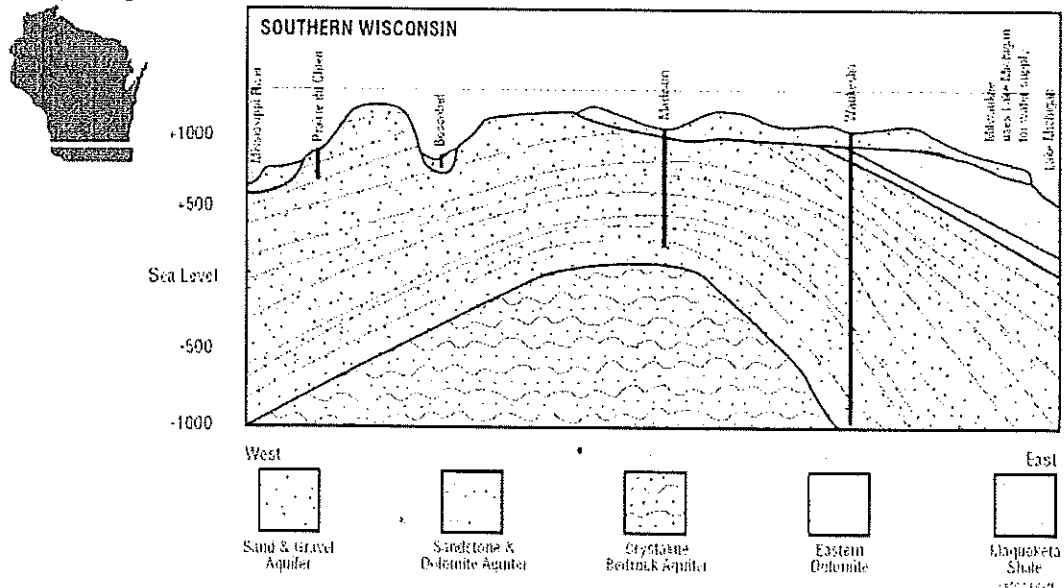 SOUTHERN WISCONSIN
Mississippi River
Prairie du Chien
Boscobel
Madison
Waukesha
Milwaukee
uses Lake Michigan
for water supply
Lake Michigan
+1000
+500
Sea Level
-500
-1000
West
East
Sand & Gravel
Aquifer
Sandstone &
Dolomite Aquifer
Crystaline
Bedrock Aquifer
Eastern
Dolomite
Maquoketa
Shale